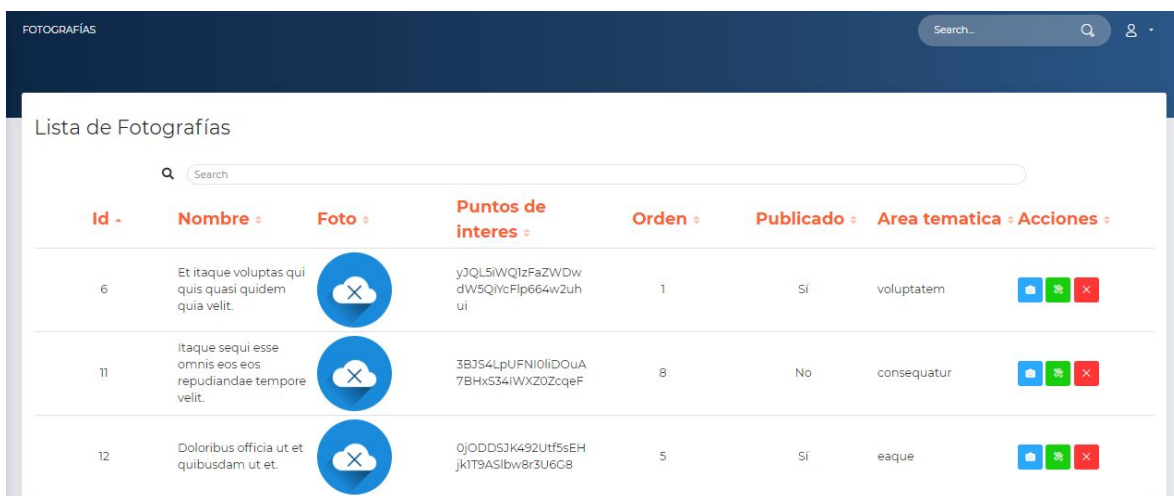 FOTOGRAFÍAS
Search...
Lista de Fotografías
Search
Id Nombre Foto Puntos de interes Orden Publicado Area tematica Acciones
6
Et itaque voluptas qui
quis quasi quidem
quia velit.
yJQL5iWQ1zFaZWDw
dW5QiYcFlp664w2uh
ui
1
Sí
voluptatem
11
Itaque sequi esse
omnis eos eos
repudiandae tempore
velit.
3BJS4LpUFNI0liDOuA
7BHxS34IWXZ0ZcqeF
8
No
consequatur
12
Doloribus officia ut et
quibusdam ut et.
0jODDSJK492Utf5sEH
jk1T9ASlbw8r3U6G8
5
Sí
eaque